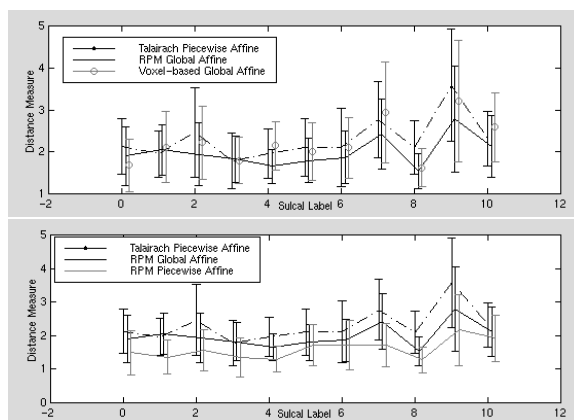 5
4
3
2
1
Distance Measure
Talairach Piecewise Affine
RPM Global Affine
Voxel-based Global Affine
-2 0 2 4 6 8 10 12
Sulcal Label
5
4
3
2
1
0
Distance Measure
Talairach Piecewise Affine
RPM Global Affine
RPM Piecewise Affine
-2 0 2 4 6 8 10 12
Sulcal Label